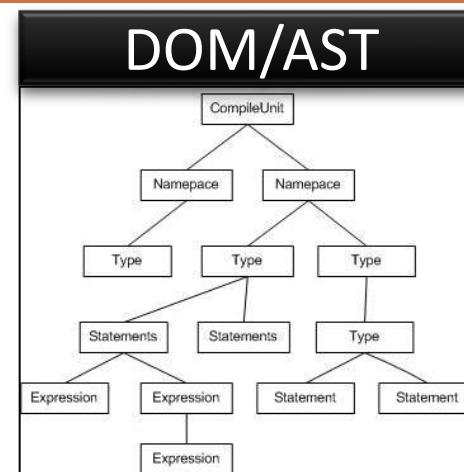 DOM/AST
CompileUnit
Namepace Namepace
Type Type Type
Statements Statements Type
Expression Expression Statement Statement
Expression